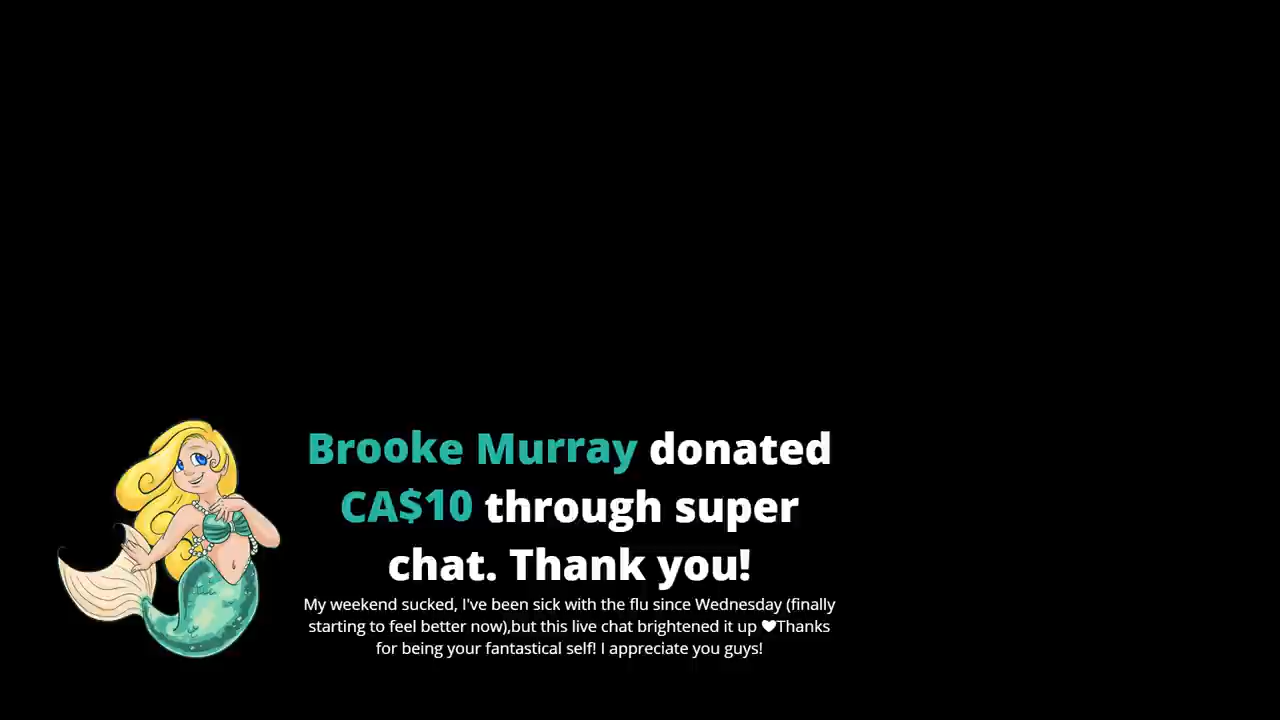 Brooke Murray donated
CA$10 through super
chat. Thank you!
My weekend sucked, I've been sick with the flu since Wednesday (finally
starting to feel better now),but this live chat brightened it up ♥Thanks
for being your fantastical self! I appreciate you guys!